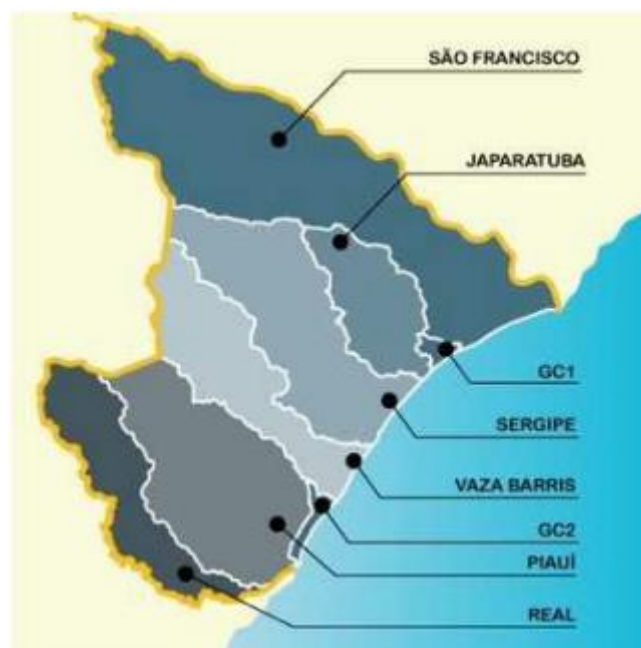 SÃO FRANCISCO
JAPARATUBA
GC1
SERGIPE
VAZA BARRIS
GC2
PIAUÍ
REAL